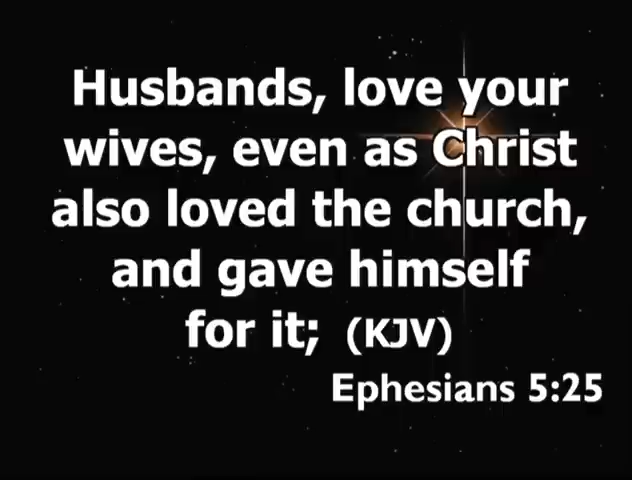 Husbands, love your
wives, even as Christ
also loved the church,
and gave himself
for it; (KJV)
Ephesians 5:25